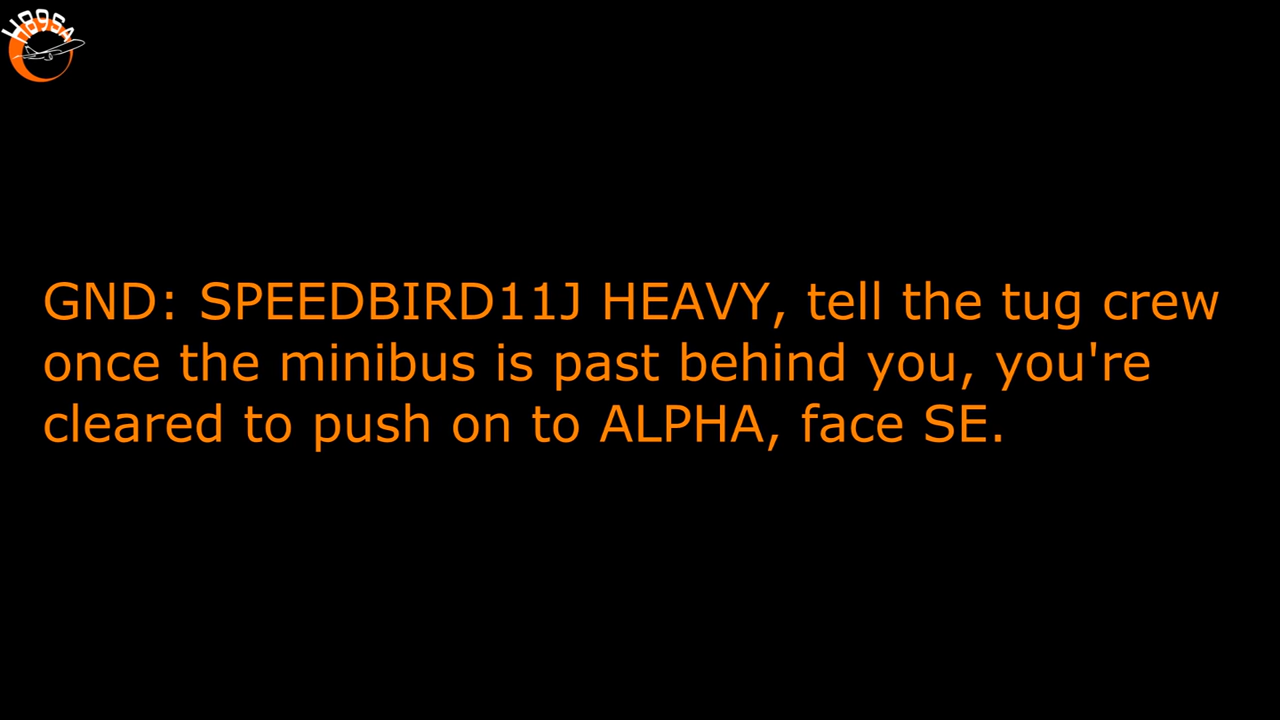 H89SA
GND: SPEEDBIRD11J HEAVY, tell the tug crew
once the minibus is past behind you, you're
cleared to push on to ALPHA, face SE.